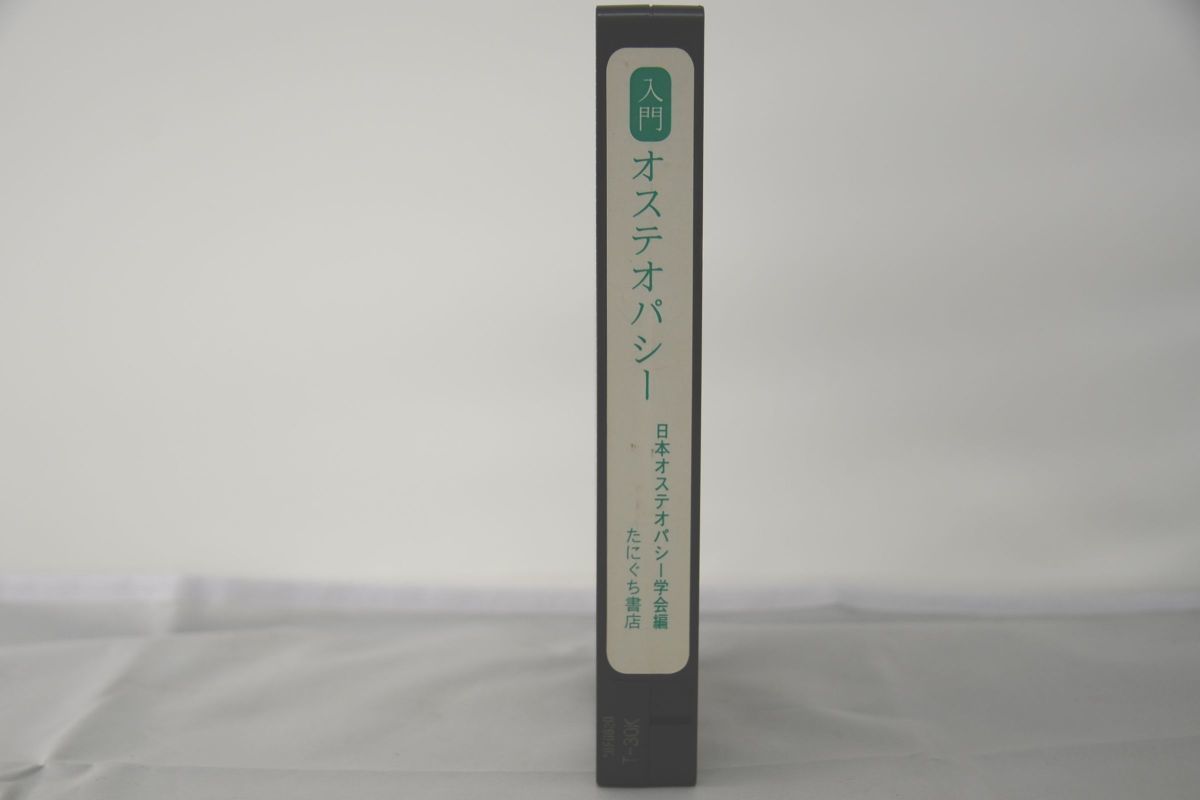 入門
オステオパシー
日本オステオパシー学会編
たにぐち書店
T-30K